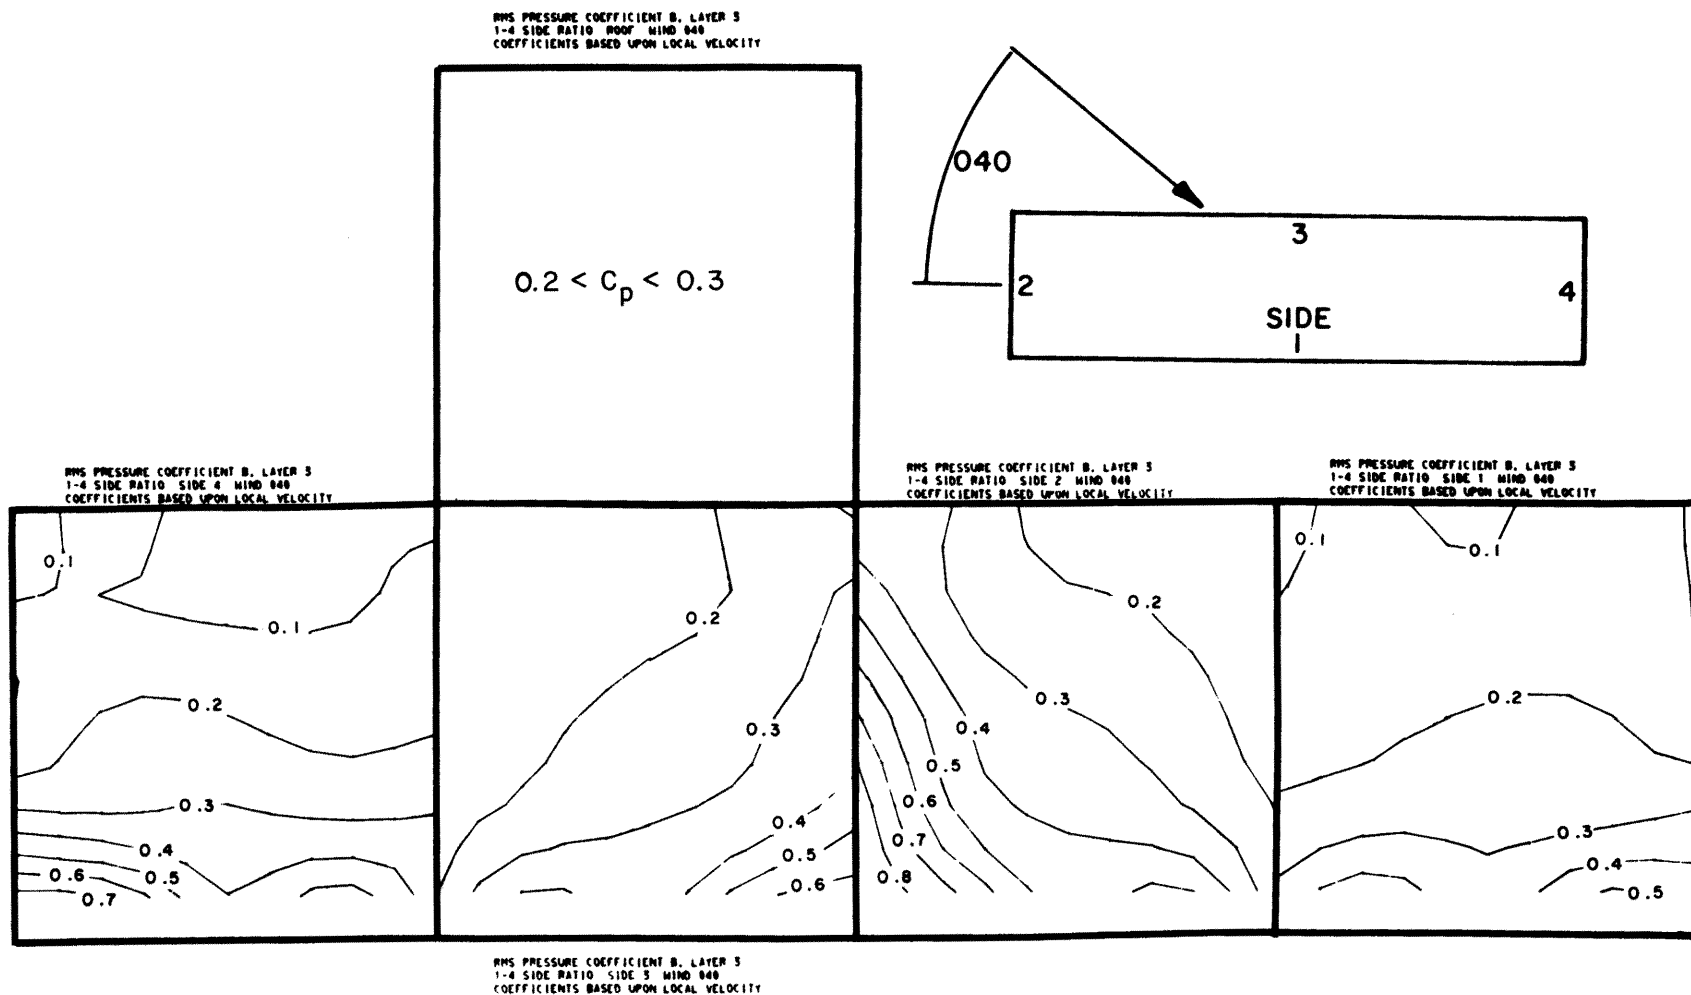 RMS PRESSURE COEFFICIENT B, LAYER 3
1-4 SIDE RATIO ROOF WIND 040
COEFFICIENTS BASED UPON LOCAL VELOCITY
040
3
2
4
SIDE
1
0.2 < Cp < 0.3
RMS PRESSURE COEFFICIENT B, LAYER 3
1-4 SIDE RATIO SIDE 4 WIND 040
COEFFICIENTS BASED UPON LOCAL VELOCITY
RMS PRESSURE COEFFICIENT B, LAYER 3
1-4 SIDE RATIO SIDE 2 WIND 040
COEFFICIENTS BASED UPON LOCAL VELOCITY
RMS PRESSURE COEFFICIENT B, LAYER 3
1-4 SIDE RATIO SIDE 1 WIND 040
COEFFICIENTS BASED UPON LOCAL VELOCITY
0.1
0.1
0.2
0.3
0.4
0.5
0.6
0.7
0.2
0.3
0.4
0.5
0.6
0.2
0.3
0.4
0.5
0.6
0.7
0.8
0.1
0.1
0.2
0.3
0.4
0.5
RMS PRESSURE COEFFICIENT B, LAYER 3
1-4 SIDE RATIO SIDE 3 WIND 040
COEFFICIENTS BASED UPON LOCAL VELOCITY